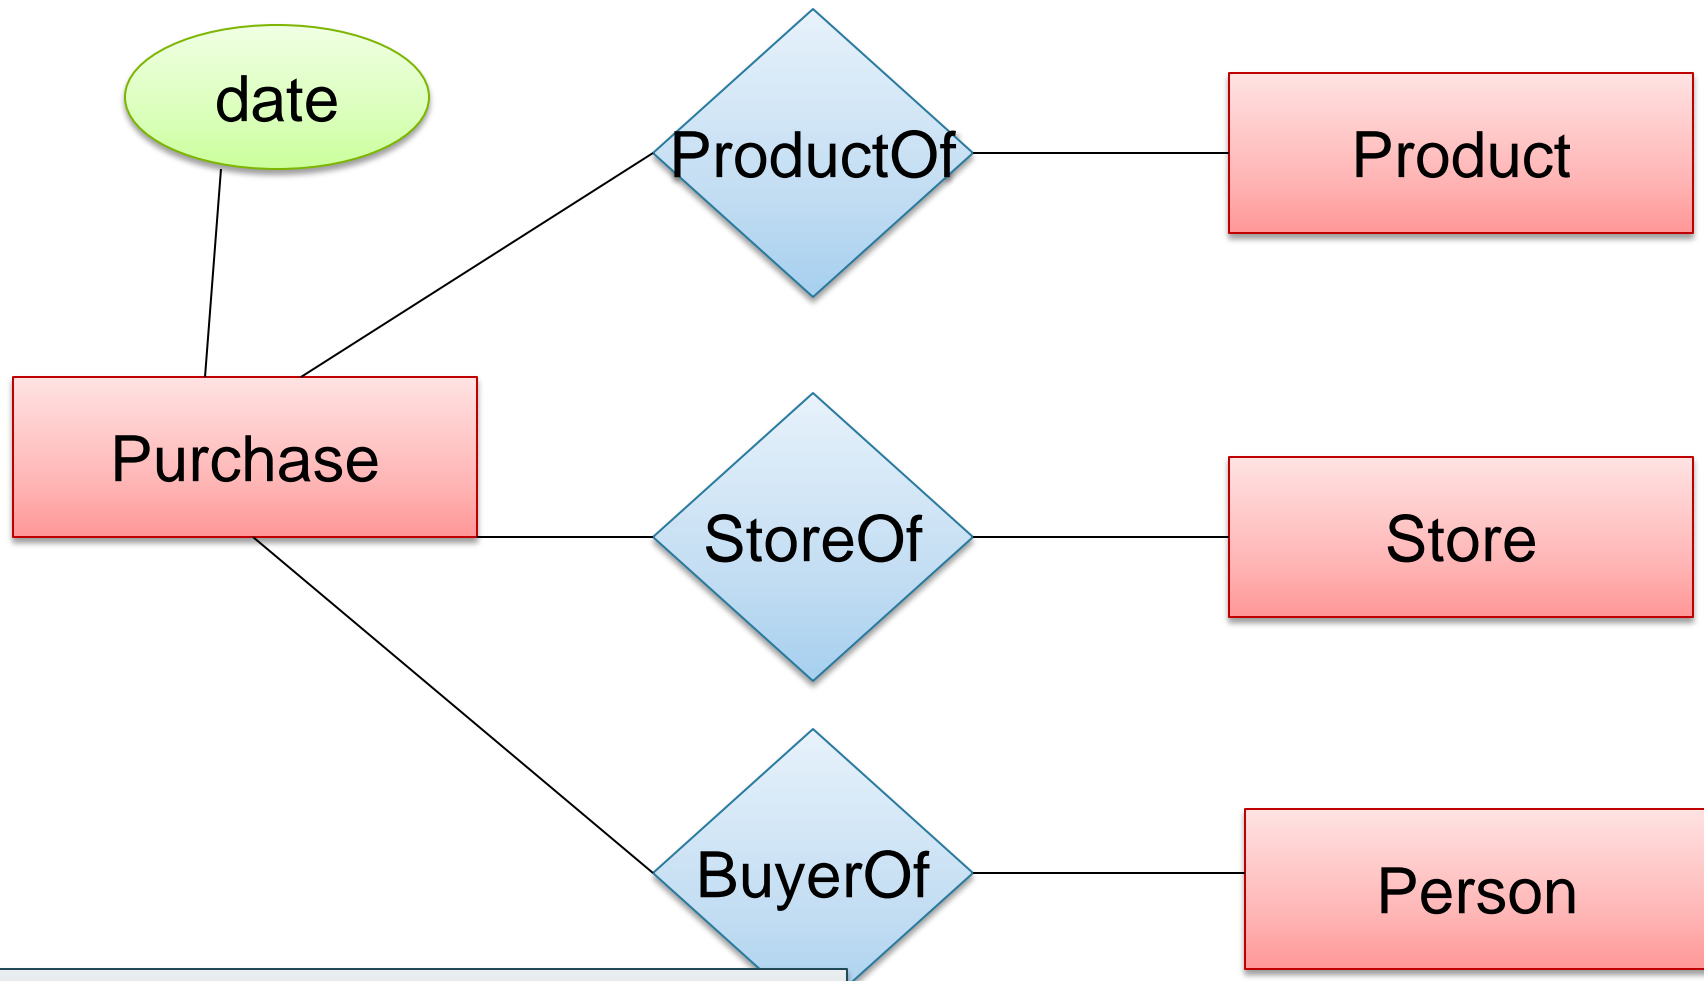 date
ProductOf
Product
Purchase
StoreOf
Store
BuyerOf
Person